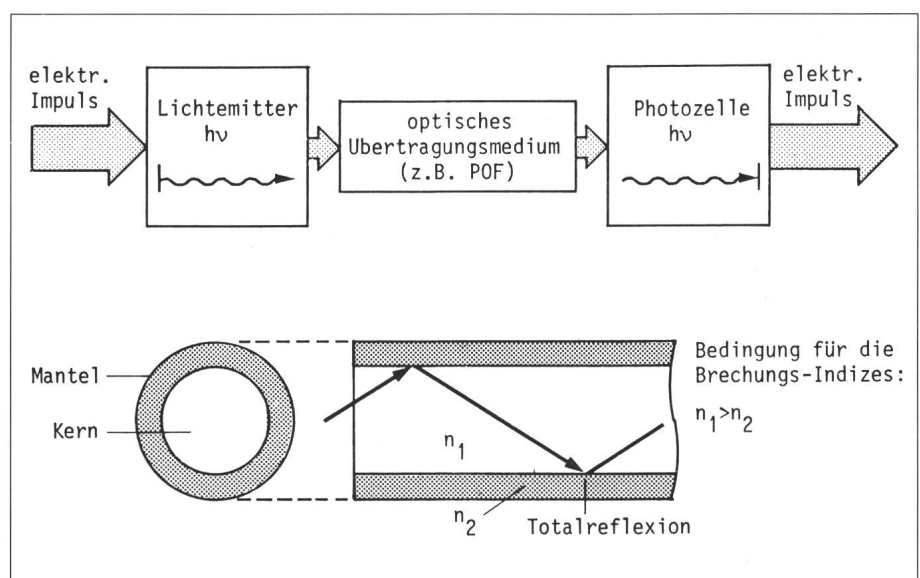 elektr.
Impuls
Lichtemitter
hν
optisches
Ubertragungsmedium
(z.B. POF)
Photozelle
hν
elektr.
Impuls
Mantel
Kern
n₁
n₂
Totalreflexion
Bedingung für die
Brechungs-Indizes:
n₁>n₂